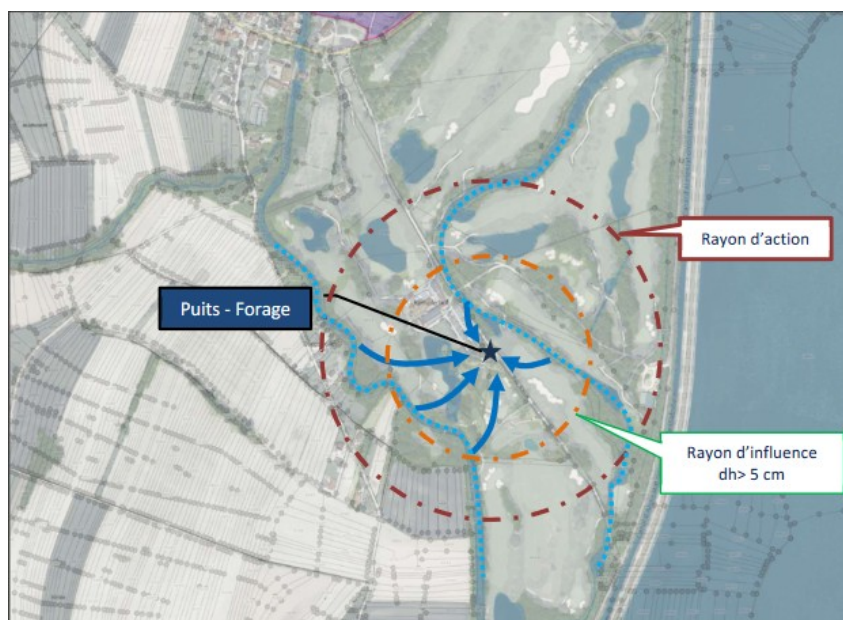 Rayon d'action
Puits - Forage
Rayon d'influence
dh> 5 cm